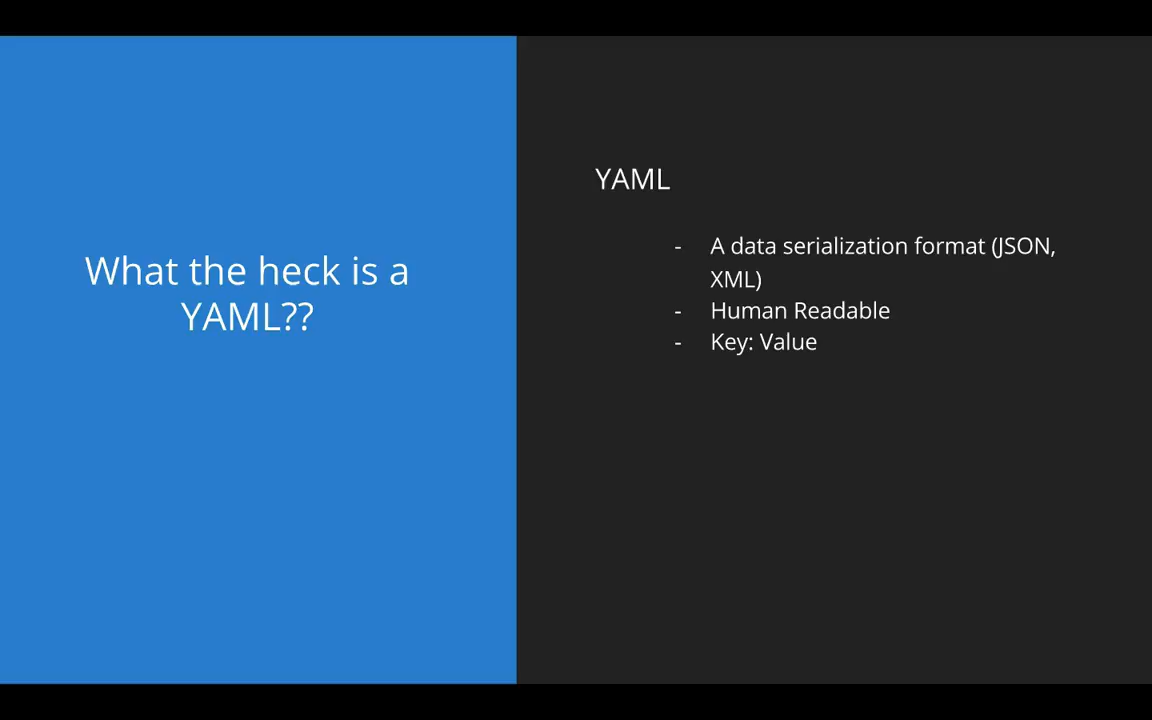 What the heck is a
YAML??
YAML
- A data serialization format (JSON,
XML)
- Human Readable
- Key: Value